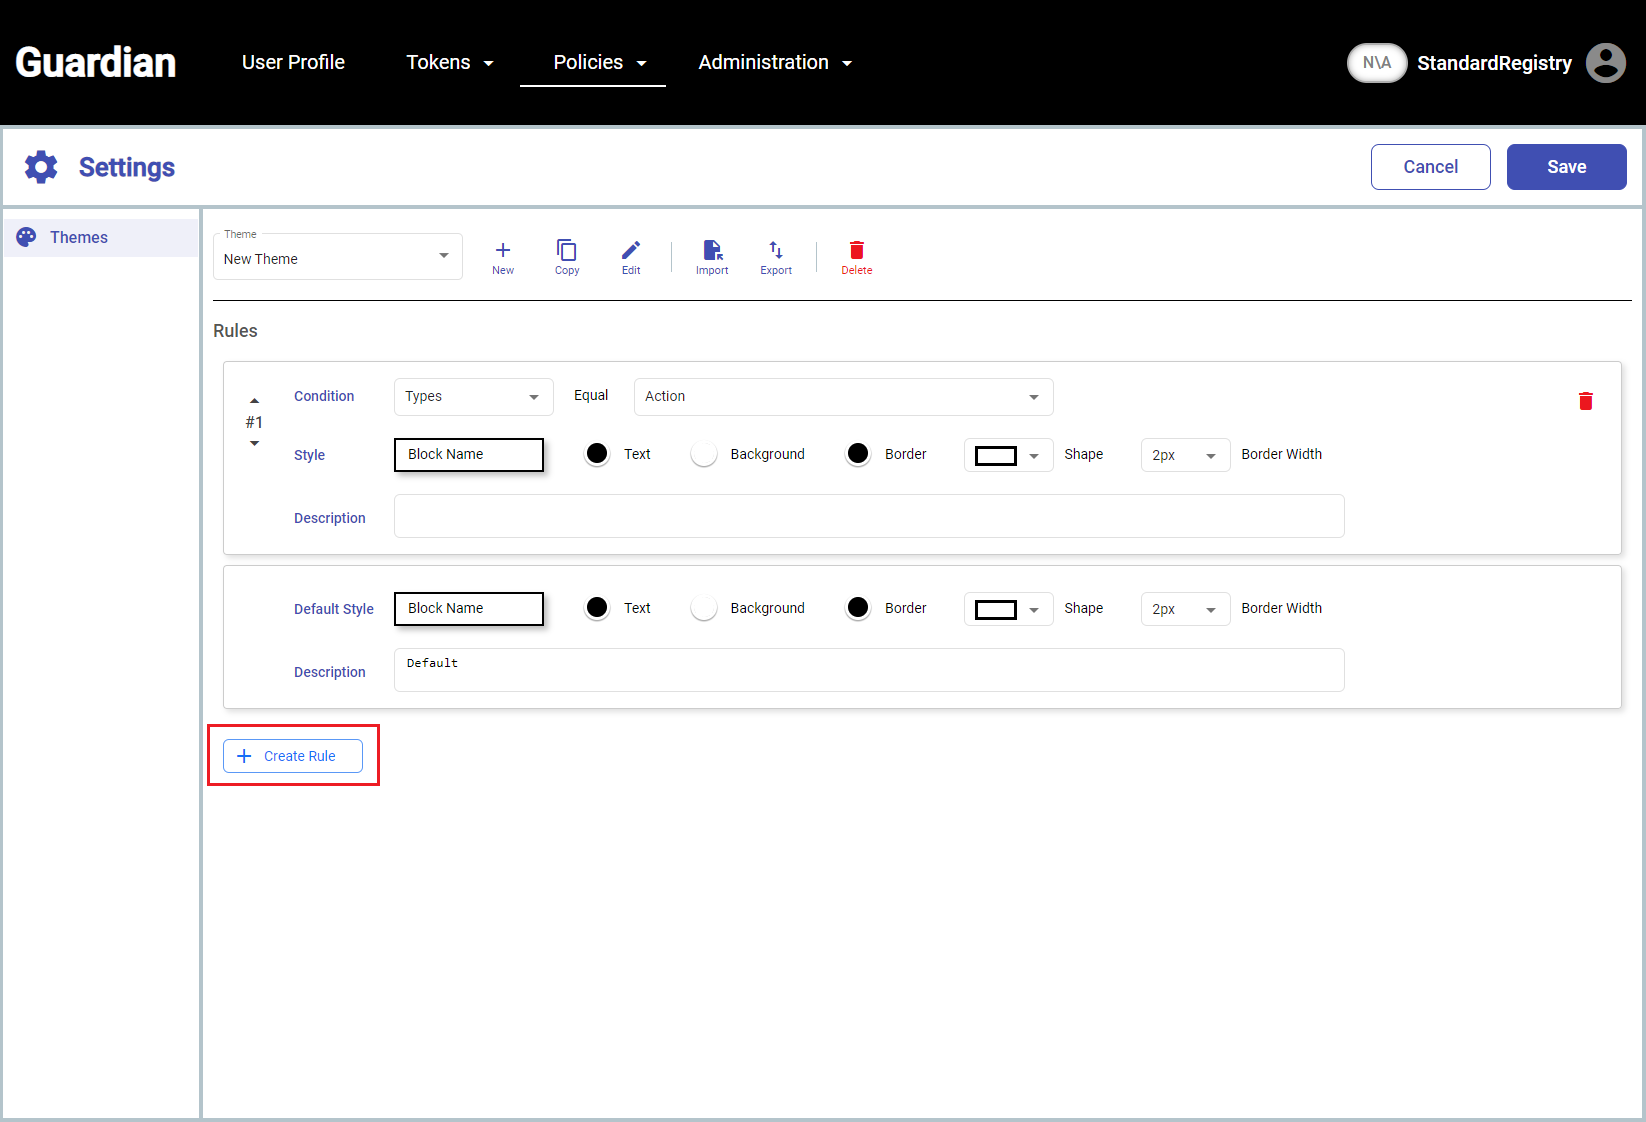 Guardian
User Profile
Tokens
Policies
Administration
N\A
StandardRegistry
Settings
Cancel
Save
Themes
Theme
New Theme
New
Copy
Edit
Import
Export
Delete
Rules
#1
Condition
Types
Equal
Action
Style
Block Name
Text
Background
Border
Shape
2px
Border Width
Description
Default Style
Block Name
Text
Background
Border
Shape
2px
Border Width
Description
Default
Create Rule